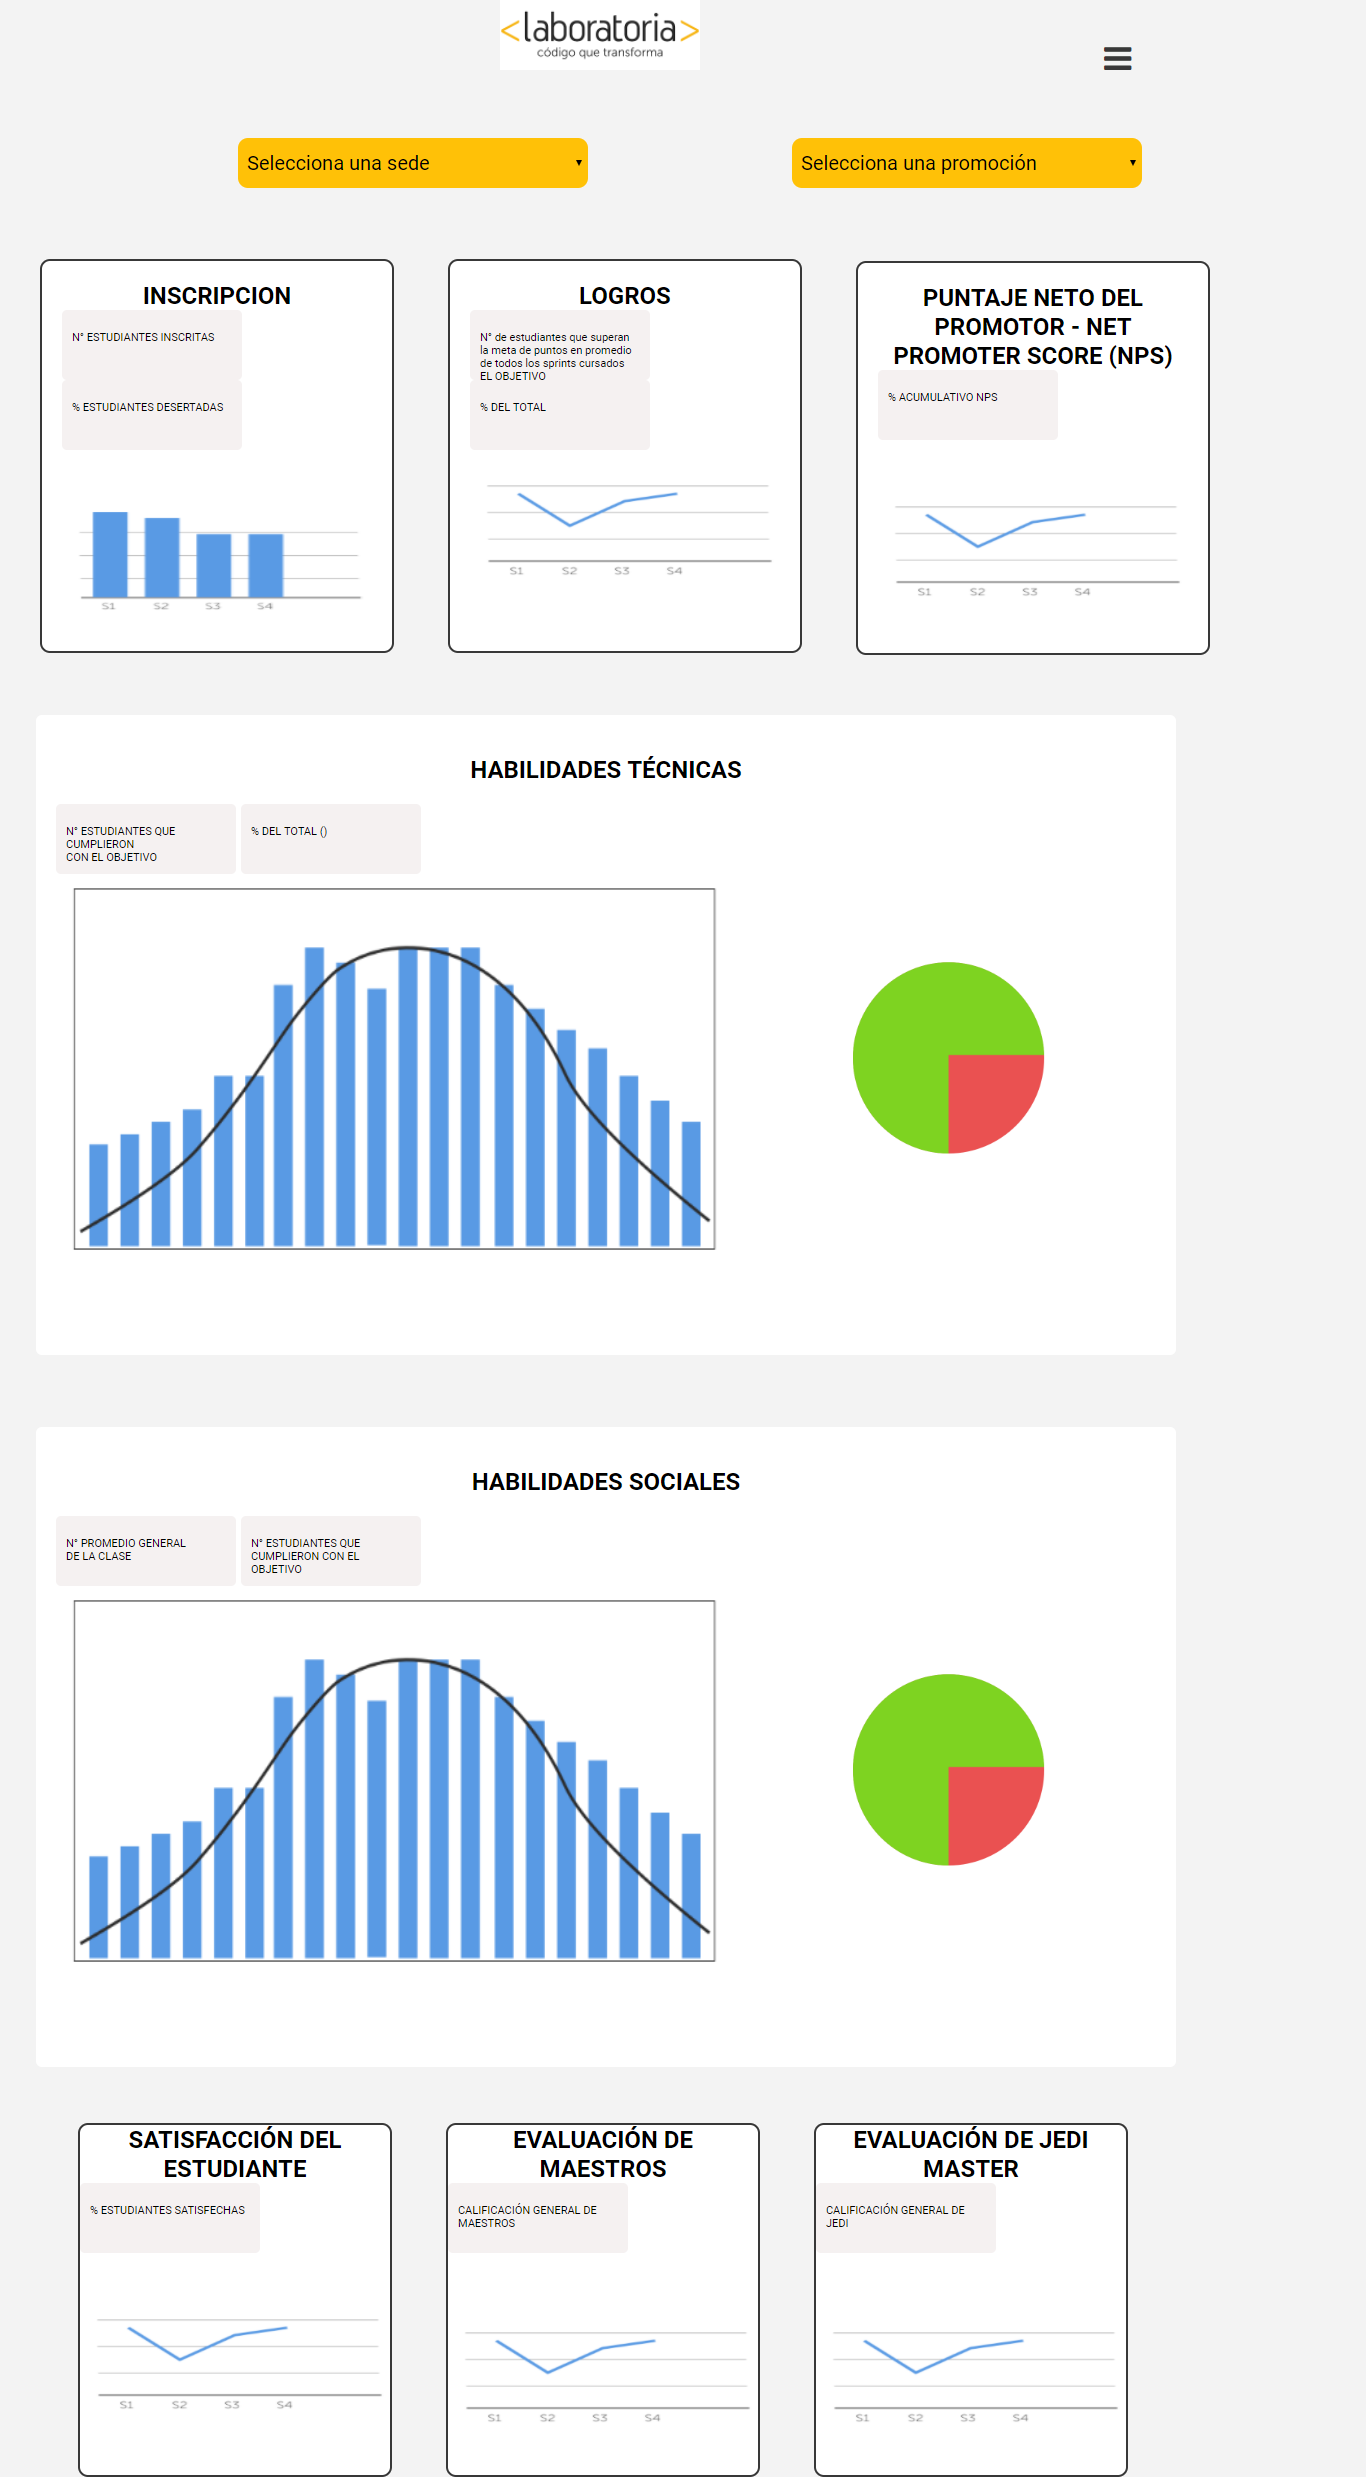 <laboratoria>
código que transforma
Selecciona una sede
Selecciona una promoción
INSCRIPCION
N° ESTUDIANTES INSCRITAS
% ESTUDIANTES DESERTADAS
S1 S2 S3 S4
LOGROS
N° de estudiantes que superan
la meta de puntos en promedio
de todos los sprints cursados
EL OBJETIVO
% DEL TOTAL
S1 S2 S3 S4
PUNTAJE NETO DEL
PROMOTOR - NET
PROMOTER SCORE (NPS)
% ACUMULATIVO NPS
S1 S2 S3 S4
HABILIDADES TÉCNICAS
N° ESTUDIANTES QUE
CUMPLIERON
CON EL OBJETIVO
% DEL TOTAL ()
HABILIDADES SOCIALES
N° PROMEDIO GENERAL
DE LA CLASE
N° ESTUDIANTES QUE
CUMPLIERON CON EL
OBJETIVO
SATISFACCIÓN DEL
ESTUDIANTE
% ESTUDIANTES SATISFECHAS
S1 S2 S3 S4
EVALUACIÓN DE
MAESTROS
CALIFICACIÓN GENERAL DE
MAESTROS
S1 S2 S3 S4
EVALUACIÓN DE JEDI
MASTER
CALIFICACIÓN GENERAL DE
JEDI
S1 S2 S3 S4